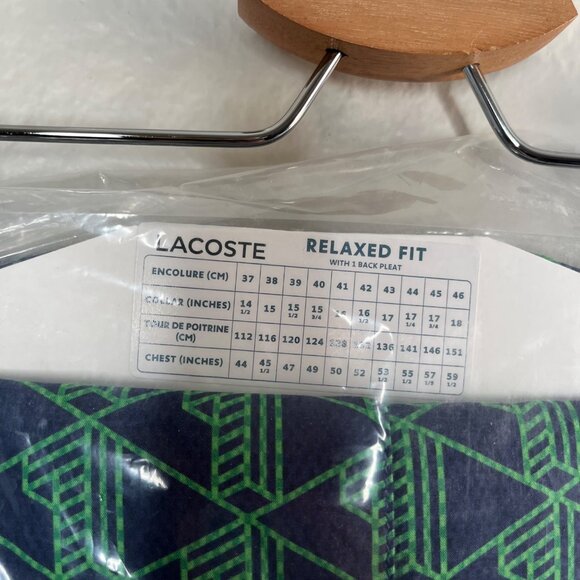 LACOSTE RELAXED FIT
WITH 1 BACK PLEAT
ENCOLURE (CM) 37 38 39 40 41 42 43 44 45 46
COLLAR (INCHES) 14 1/2 15 15 1/2 15 3/4 16 16 1/2 17 17 1/4 17 3/4 18
TOUR DE POITRINE (CM) 112 116 120 124 128 132 136 141 146 151
CHEST (INCHES) 44 45 1/2 47 49 50 52 53 1/2 55 1/2 57 1/2 59 1/2